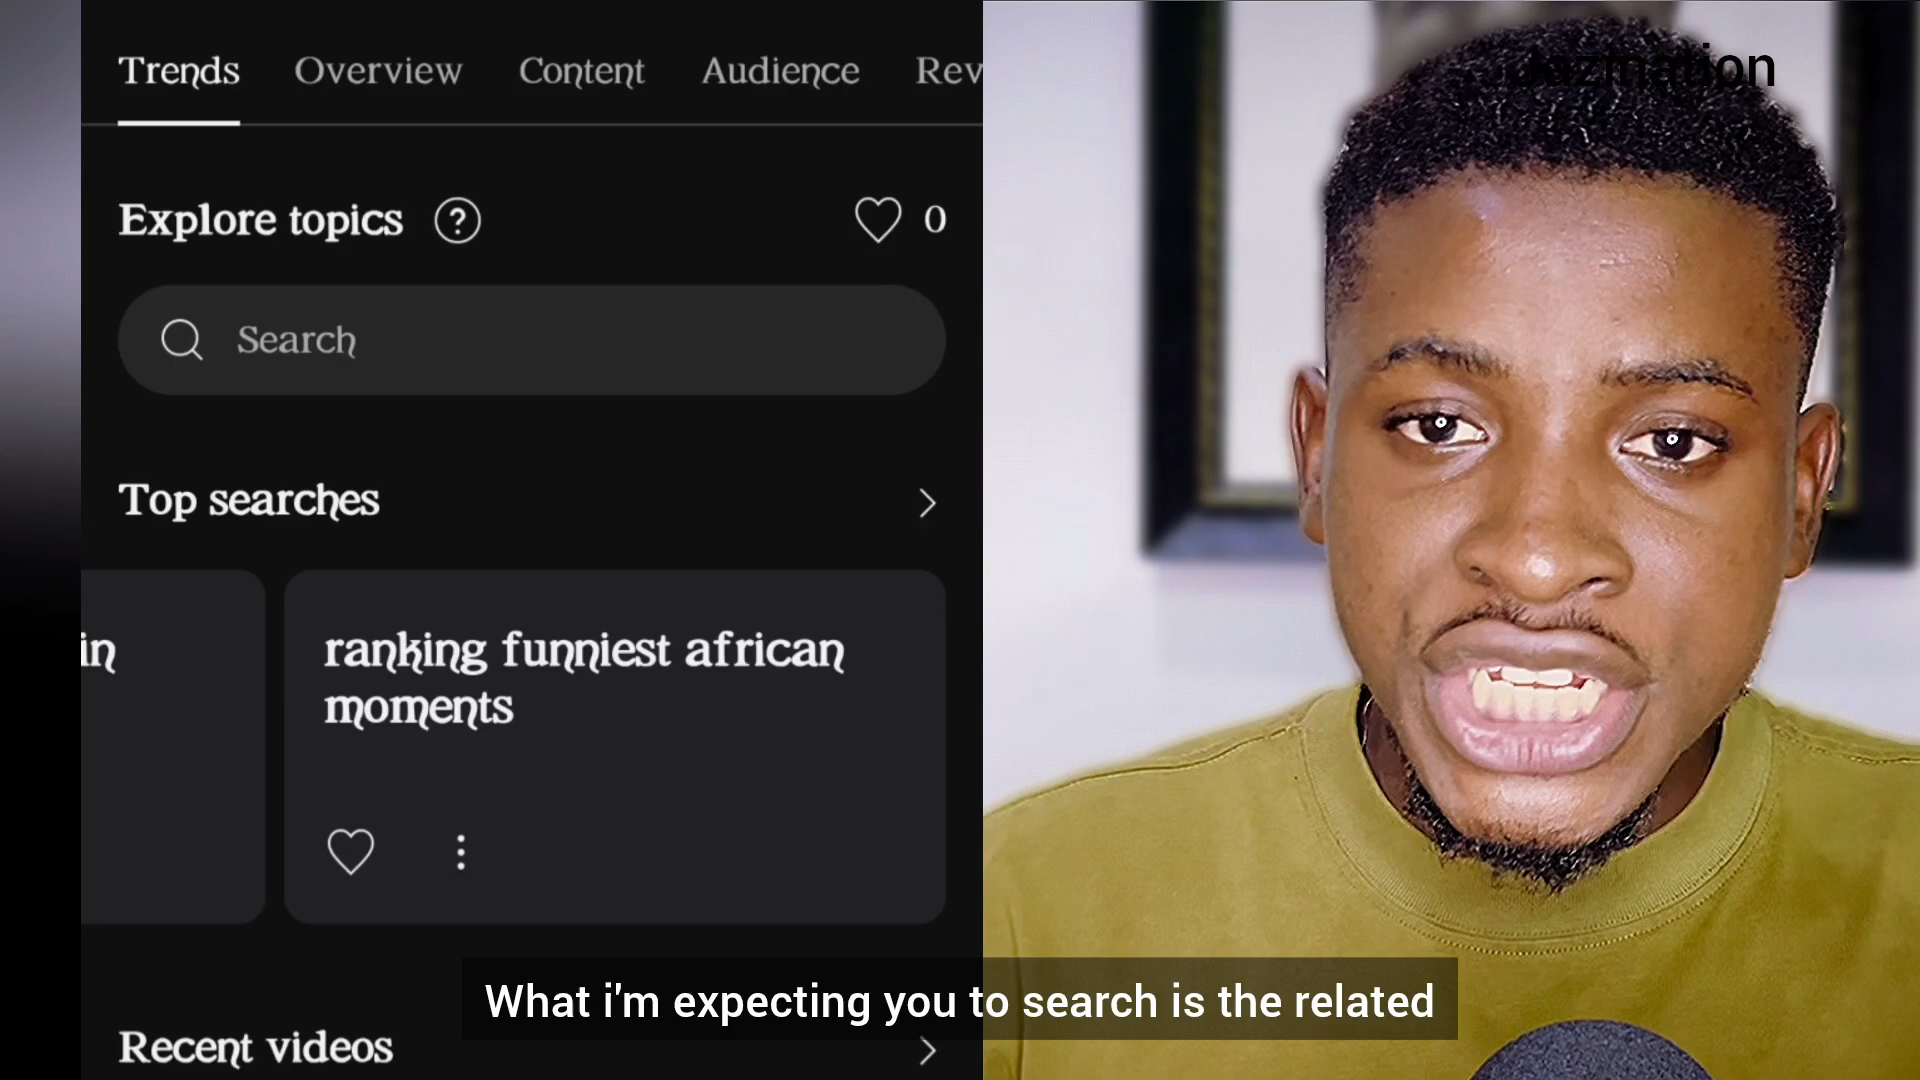 Trends Overview Content Audience Rev
Explore topics ? 0
Search
Top searches
in
ranking funniest african
moments
Recent videos
What i'm expecting you to search is the related